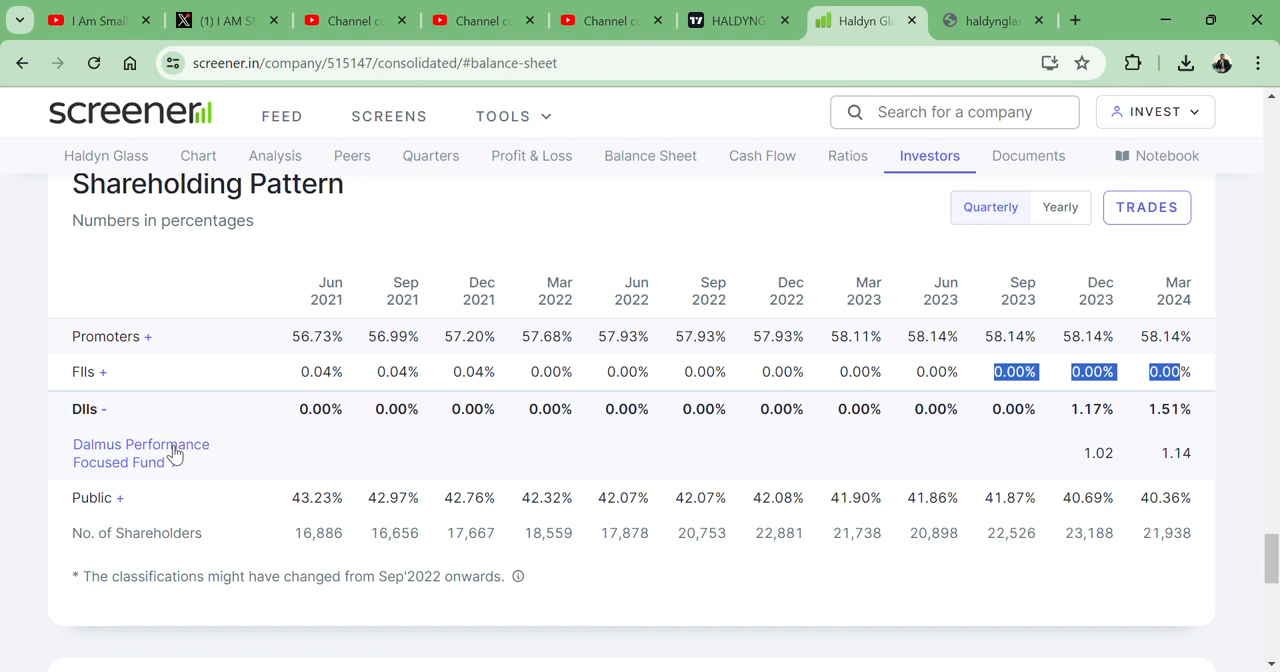 I Am Small
(1) I AM S
Channel c
Channel c
Channel c
HALDYNG
Haldyn Gl
haldyngla
screener.in/company/515147/consolidated/#balance-sheet
screener
FEED
SCREENS
TOOLS
Search for a company
INVEST
Haldyn Glass
Chart
Analysis
Peers
Quarters
Profit & Loss
Balance Sheet
Cash Flow
Ratios
Investors
Documents
Notebook
Shareholding Pattern
Numbers in percentages
Quarterly
Yearly
TRADES
Jun Sep Dec Mar Jun Sep Dec Mar Jun Sep Dec Mar
2021 2021 2021 2022 2022 2022 2022 2023 2023 2023 2023 2024
Promoters + 56.73% 56.99% 57.20% 57.68% 57.93% 57.93% 57.93% 58.11% 58.14% 58.14% 58.14% 58.14%
FIIs + 0.04% 0.04% 0.04% 0.00% 0.00% 0.00% 0.00% 0.00% 0.00% 0.00% 0.00% 0.00%
DIIs - 0.00% 0.00% 0.00% 0.00% 0.00% 0.00% 0.00% 0.00% 0.00% 0.00% 1.17% 1.51%
Dalmus Performance
Focused Fund 1.02 1.14
Public + 43.23% 42.97% 42.76% 42.32% 42.07% 42.07% 42.08% 41.90% 41.86% 41.87% 40.69% 40.36%
No. of Shareholders 16,886 16,656 17,667 18,559 17,878 20,753 22,881 21,738 20,898 22,526 23,188 21,938
* The classifications might have changed from Sep'2022 onwards.